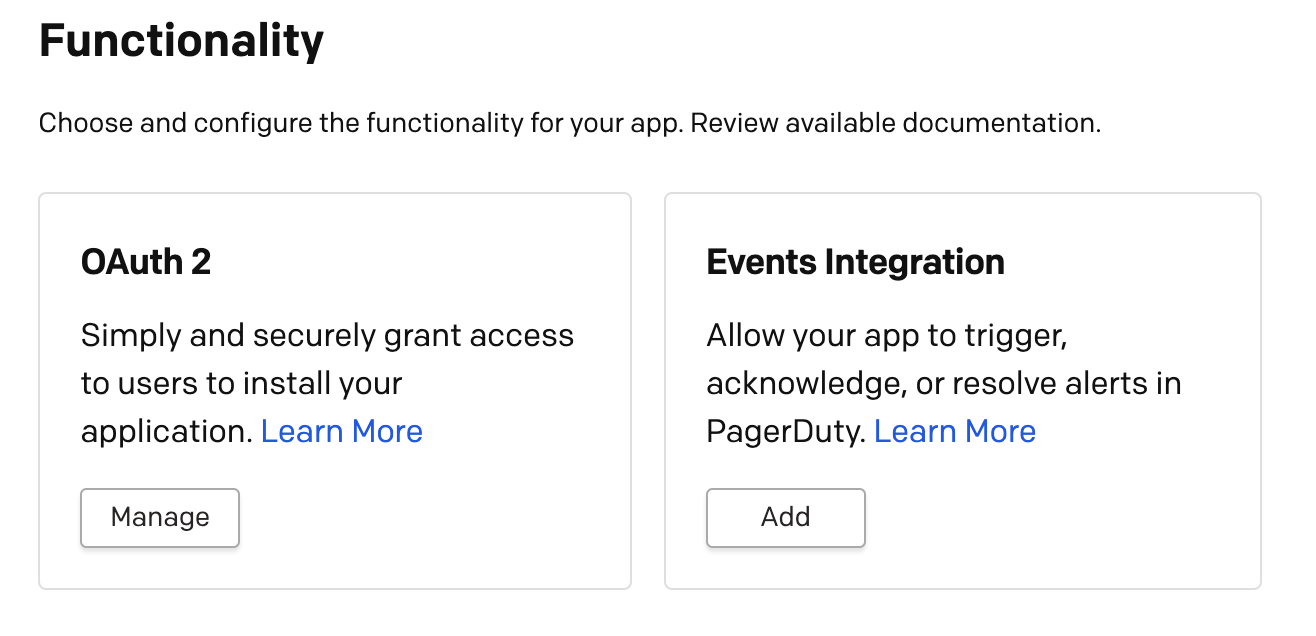 Functionality
Choose and configure the functionality for your app. Review available documentation.
OAuth 2
Simply and securely grant access
to users to install your
application. Learn More
Manage
Events Integration
Allow your app to trigger,
acknowledge, or resolve alerts in
PagerDuty. Learn More
Add